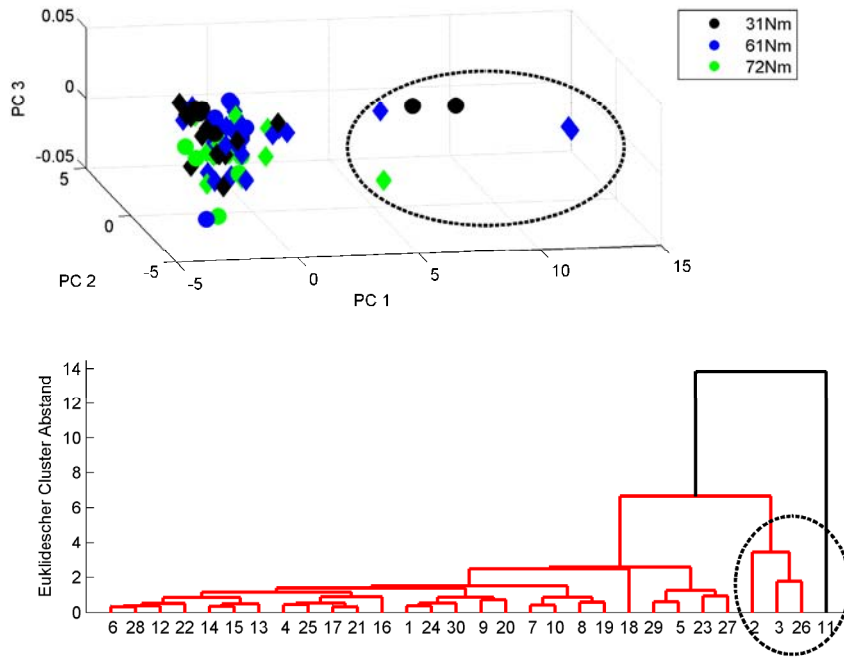 0.05
0
-0.05
PC 3
5
0
-5
PC 2
-5
0
5
10
15
PC 1
31Nm
61Nm
72Nm
14
12
10
8
6
4
2
0
Euklidescher Cluster Abstand
6 28 12 22 14 15 13 4 25 17 21 16 1 24 30 9 20 7 10 8 19 18 29 5 23 27 2 3 26 11